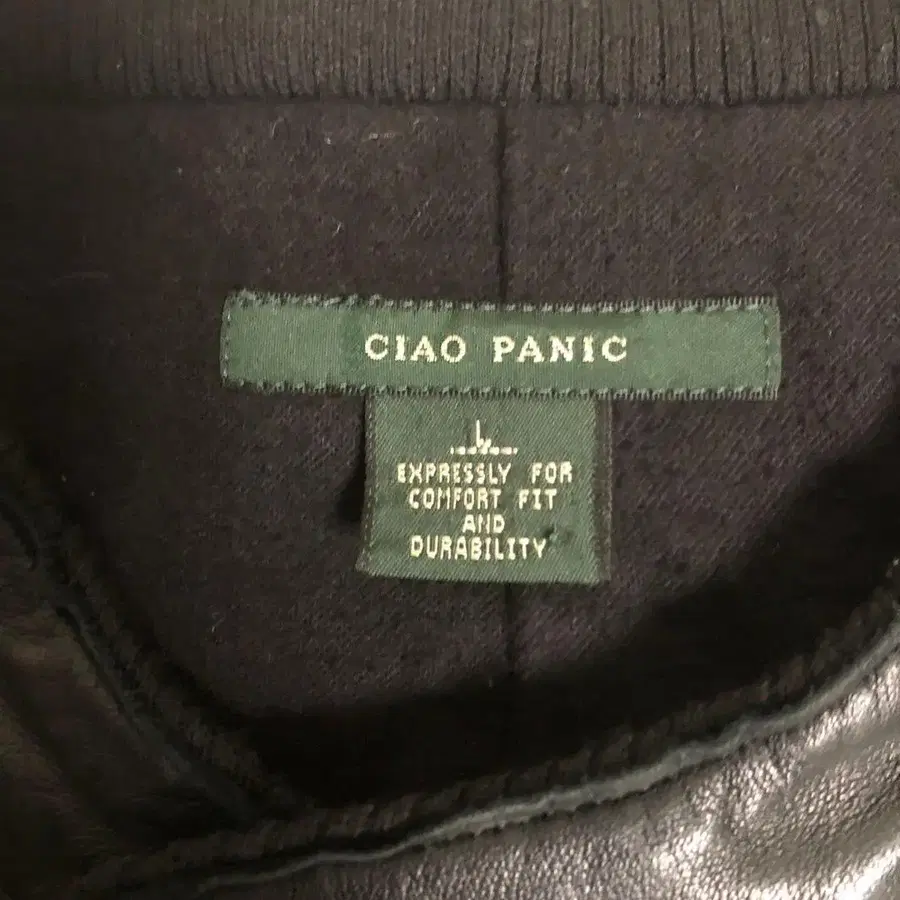 CIAO PANIC
L
EXPRESSLY FOR
COMFORT FIT
AND
DURABILITY